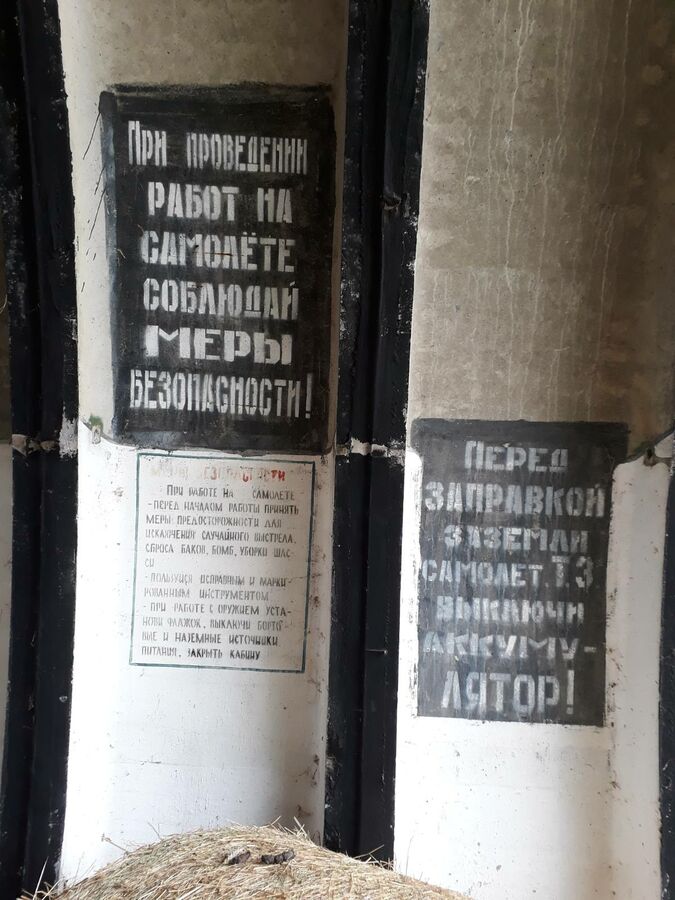 При проведении
работ на
самолёте
соблюдай
меры
безопасности!
безопасности
При работе на самолете
- перед началом работы принять
меры предосторожности для
исключения случайного выстрела,
сброса баков, бомб, уборки шас-
си
- пользуйся исправным и марки-
рованным инструментом
- при работе с оружием уста-
нови флажок, выключи борто
вые и наземные источники
питания, закрыть кабину
Перед
заправкой
заземли
самолет, Т.З
выключи
аккуму-
лятор!